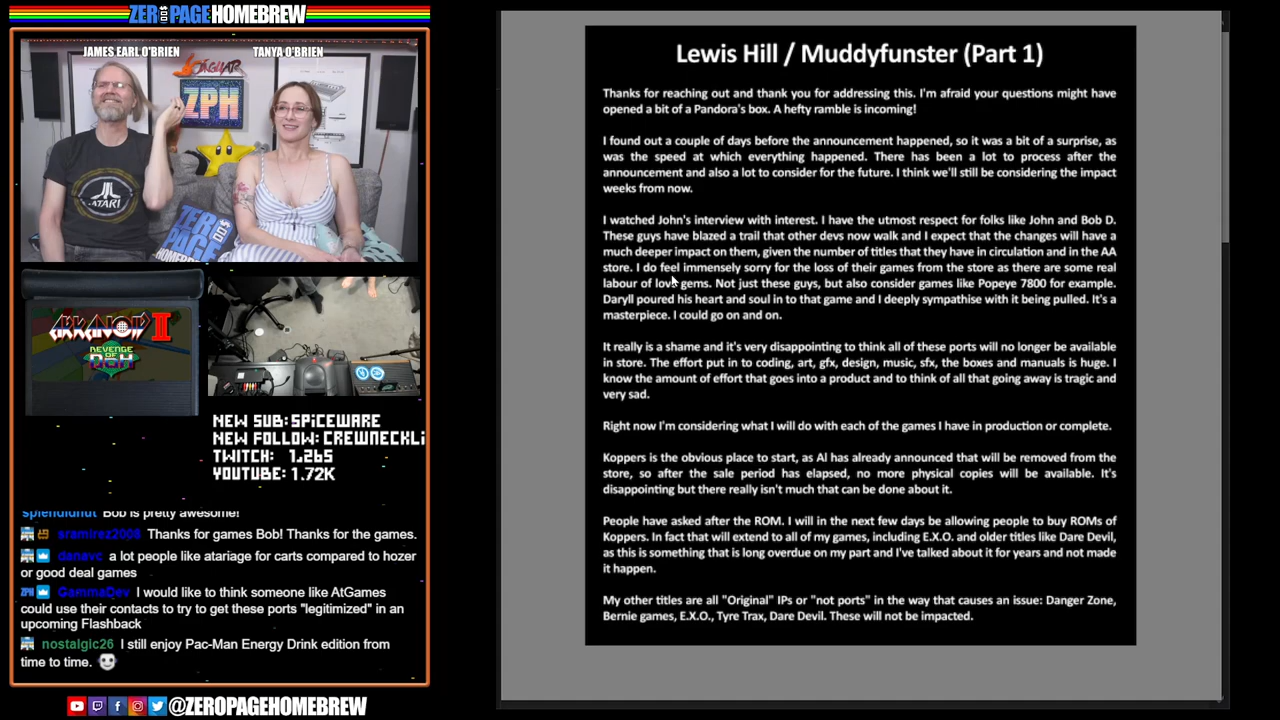 ZEROPAGE HOMEBREW
JAMES EARL O'BRIEN
TANYA O'BRIEN
JAGUAR
ZPH
ATARI
ZERO
PAGE
ARKANOID II
REVENGE
OF
DOH
NEW SUB: SPICEWARE
NEW FOLLOW: CREWNECKLI
TWITCH: 1.265
YOUTUBE: 1.72K
splendidnut Bob is pretty awesome!
sramirez2008 Thanks for games Bob! Thanks for the games.
danavc a lot people like atariage for carts compared to hozer
or good deal games
GammaDev I would like to think someone like AtGames
could use their contacts to try to get these ports "legitimized" in an
upcoming Flashback
nostalgic26 I still enjoy Pac-Man Energy Drink edition from
time to time.
@ZEROPAGEHOMEBREW
Lewis Hill / Muddyfunster (Part 1)
Thanks for reaching out and thank you for addressing this. I'm afraid your questions might have
opened a bit of a Pandora's box. A hefty ramble is incoming!
I found out a couple of days before the announcement happened, so it was a bit of a surprise, as
was the speed at which everything happened. There has been a lot to process after the
announcement and also a lot to consider for the future. I think we'll still be considering the impact
weeks from now.
I watched John's interview with interest. I have the utmost respect for folks like John and Bob D.
These guys have blazed a trail that other devs now walk and I expect that the changes will have a
much deeper impact on them, given the number of titles that they have in circulation and in the AA
store. I do feel immensely sorry for the loss of their games from the store as there are some real
labour of love gems. Not just these guys, but also consider games like Popeye 7800 for example.
Daryll poured his heart and soul in to that game and I deeply sympathise with it being pulled. It's a
masterpiece. I could go on and on.
It really is a shame and it's very disappointing to think all of these ports will no longer be available
in store. The effort put in to coding, art, gfx, design, music, sfx, the boxes and manuals is huge. I
know the amount of effort that goes into a product and to think of all that going away is tragic and
very sad.
Right now I'm considering what I will do with each of the games I have in production or complete.
Koppers is the obvious place to start, as Al has already announced that will be removed from the
store, so after the sale period has elapsed, no more physical copies will be available. It's
disappointing but there really isn't much that can be done about it.
People have asked after the ROM. I will in the next few days be allowing people to buy ROMs of
Koppers. In fact that will extend to all of my games, including E.X.O. and older titles like Dare Devil,
as this is something that is long overdue on my part and I've talked about it for years and not made
it happen.
My other titles are all "Original" IPs or "not ports" in the way that causes an issue: Danger Zone,
Bernie games, E.X.O., Tyre Trax, Dare Devil. These will not be impacted.